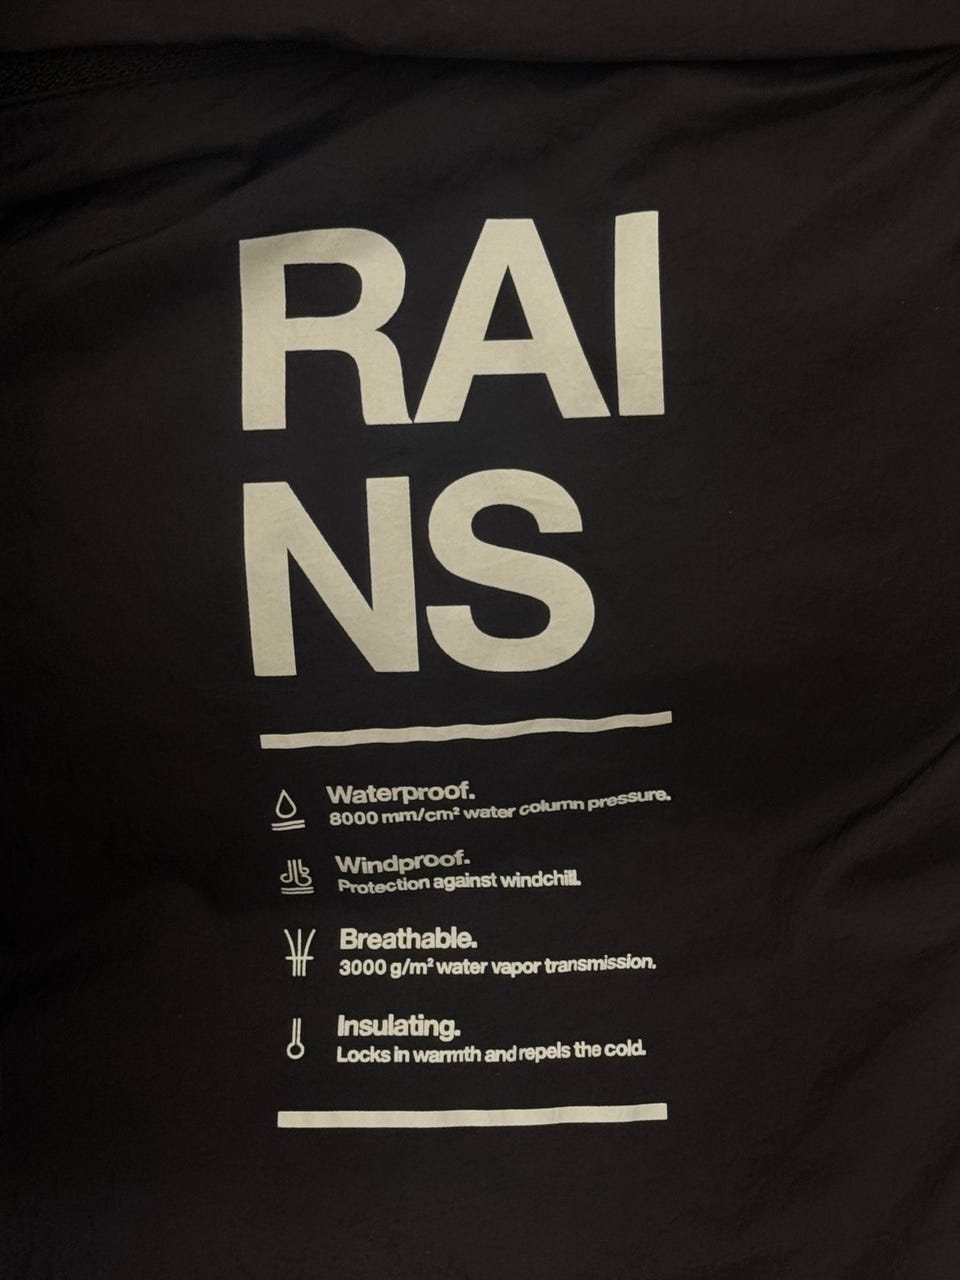 RAI
NS
Waterproof.
8000 mm/cm² water column pressure.
Windproof.
Protection against windchill.
Breathable.
3000 g/m² water vapor transmission.
Insulating.
Locks in warmth and repels the cold.